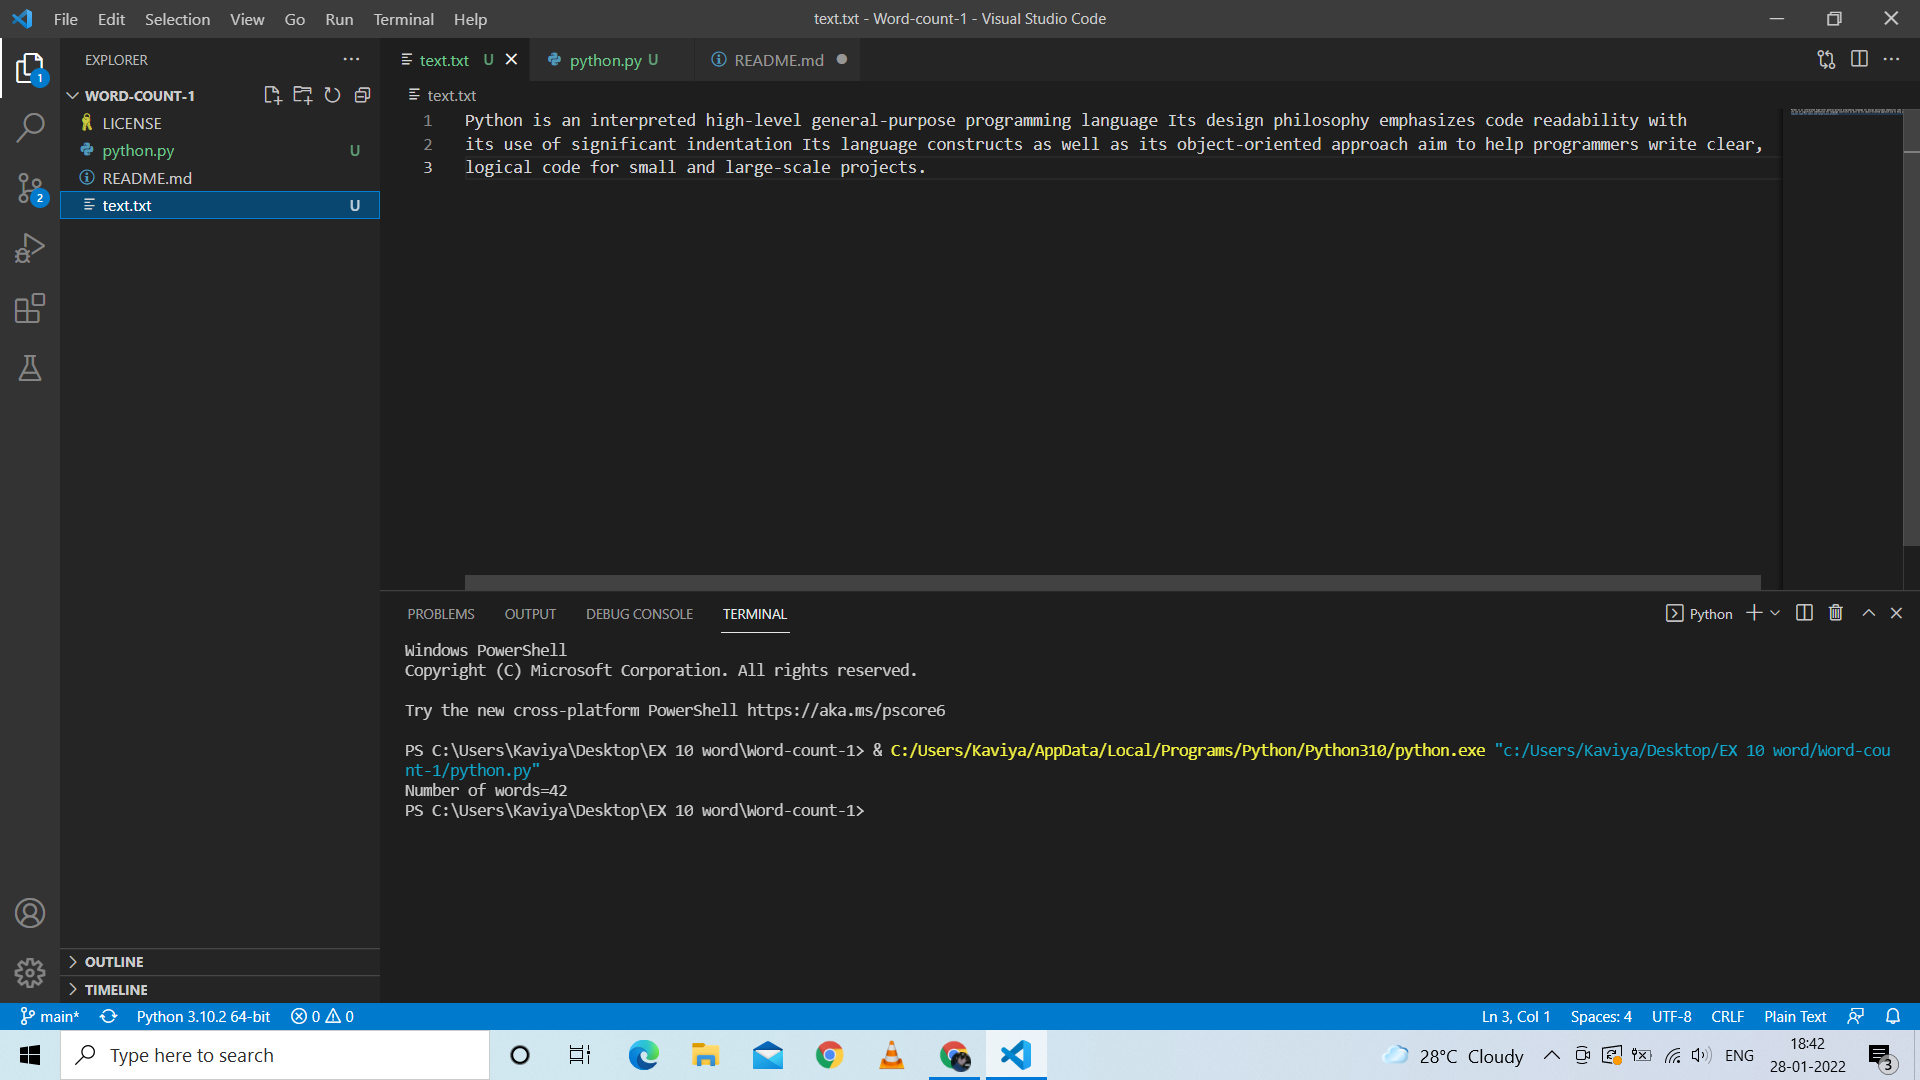 File Edit Selection View Go Run Terminal Help
text.txt - Word-count-1 - Visual Studio Code
EXPLORER
1
WORD-COUNT-1
LICENSE
python.py U
README.md
text.txt U
2
OUTLINE
TIMELINE
text.txt U
python.py U
README.md
text.txt
1 Python is an interpreted high-level general-purpose programming language Its design philosophy emphasizes code readability with
2 its use of significant indentation Its language constructs as well as its object-oriented approach aim to help programmers write clear,
3 logical code for small and large-scale projects.
PROBLEMS OUTPUT DEBUG CONSOLE TERMINAL
Python
Windows PowerShell
Copyright (C) Microsoft Corporation. All rights reserved.
Try the new cross-platform PowerShell https://aka.ms/pscore6
PS C:\Users\Kaviya\Desktop\EX 10 word\Word-count-1> & C:/Users/Kaviya/AppData/Local/Programs/Python/Python310/python.exe "c:/Users/Kaviya/Desktop/EX 10 word/Word-cou
nt-1/python.py"
Number of words=42
PS C:\Users\Kaviya\Desktop\EX 10 word\Word-count-1>
main* Python 3.10.2 64-bit 0 0 Ln 3, Col 1 Spaces: 4 UTF-8 CRLF Plain Text
Type here to search
28°C Cloudy
ENG
18:42
28-01-2022
3